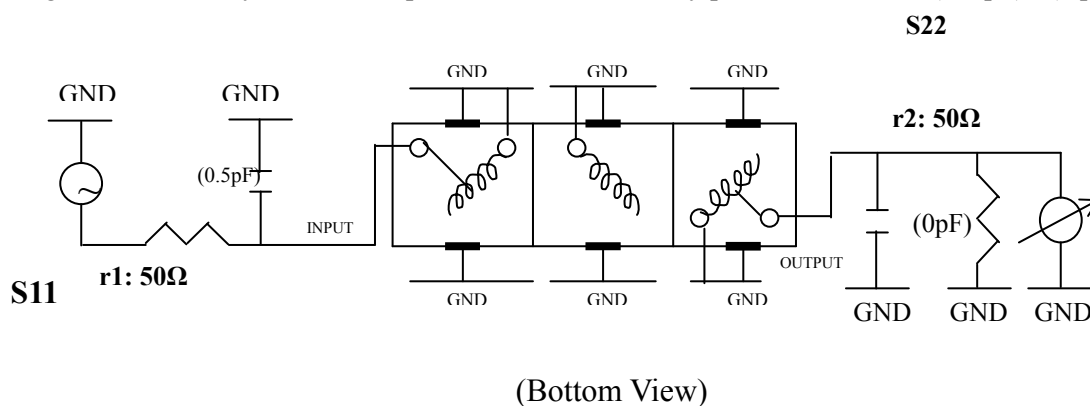 S22
GND GND GND
GND GND
r2: 50Ω
(0.5pF)
(0pF)
INPUT
OUTPUT
r1: 50Ω
S11
GND GND GND
GND GND GND
(Bottom View)